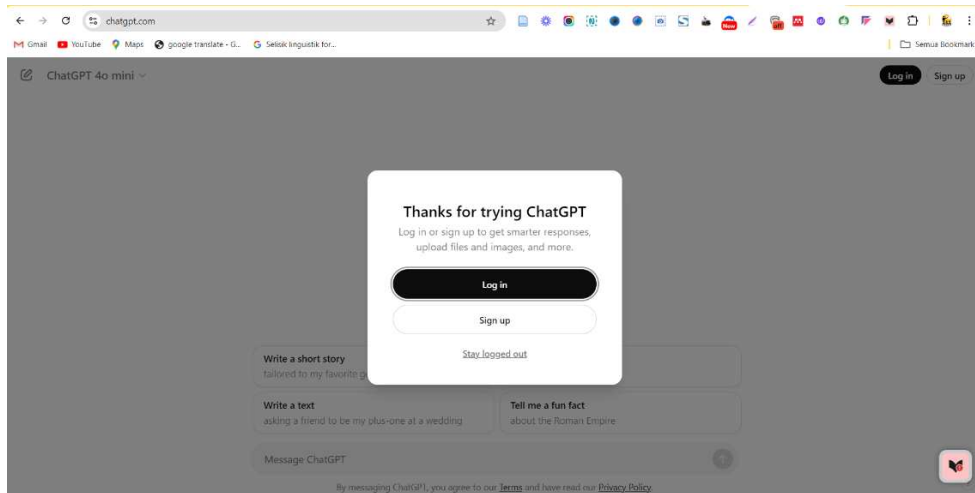 chatgpt.com
Gmail YouTube Maps google translate - G... Selisik linguistik for... Semua Bookmark
ChatGPT 4o mini Log in Sign up
Thanks for trying ChatGPT
Log in or sign up to get smarter responses,
upload files and images, and more.
Log in
Sign up
Stay logged out
Write a short story
tailored to my favorite g
Write a text Tell me a fun fact
asking a friend to be my plus-one at a wedding about the Roman Empire
Message ChatGPT
By messaging ChatGPT, you agree to our Terms and have read our Privacy Policy.